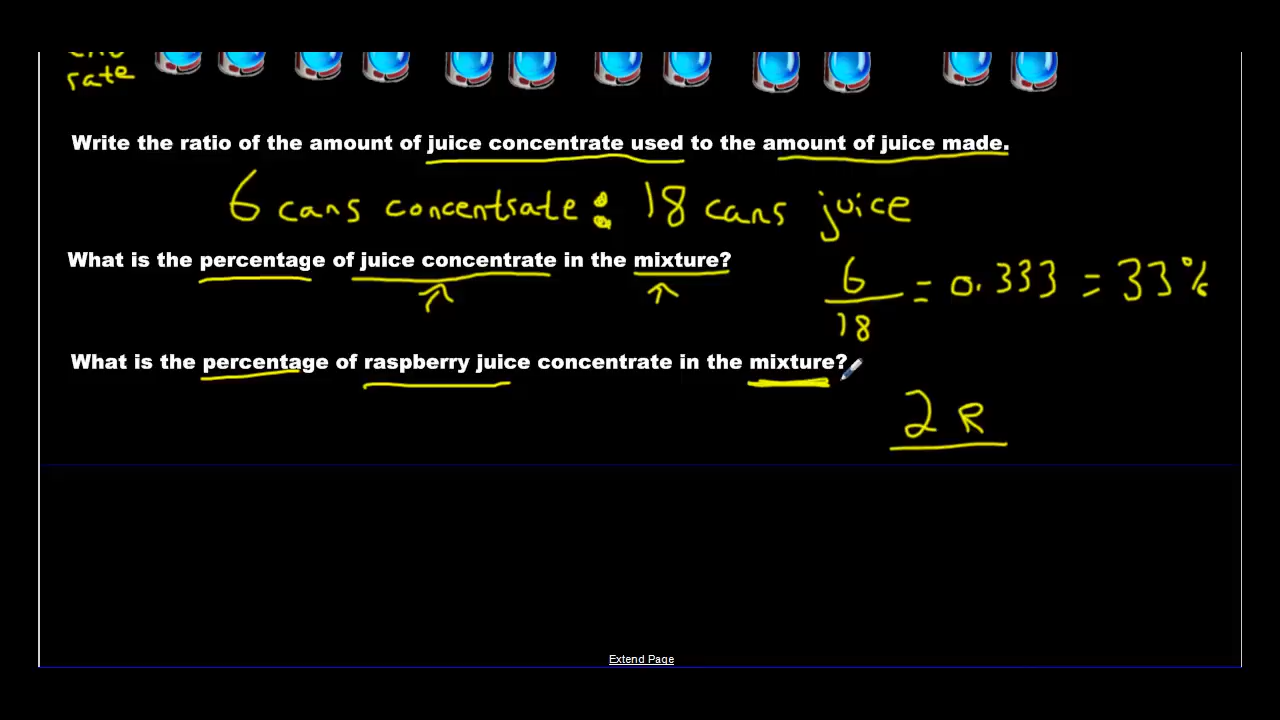 rate
Write the ratio of the amount of juice concentrate used to the amount of juice made.
6 cans concentrate : 18 cans juice
What is the percentage of juice concentrate in the mixture?
6
18
= 0.333 = 33%
What is the percentage of raspberry juice concentrate in the mixture?
2 R
Extend Page